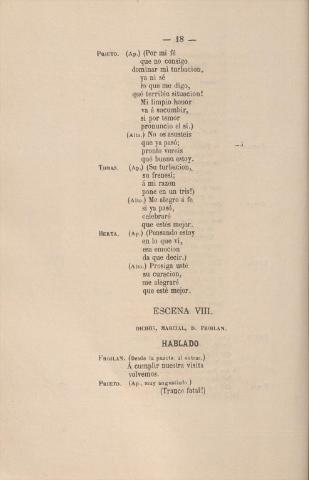 — 18 —
PRIETO. (Ap.) (Por mi fé
que no consigo
dominar mi turbacion,
ya ni sé
lo que me digo,
qué terrible situacion!
Mi limpio honor
va á sucumbir,
si por temor
pronuncio el sí.)
(Alto.) No os asusteis
que ya pasó;
pronto vereis
qué bueno estoy.
TOMAS. (Ap.) (Su turbacion,
su frenesí;
á mi razon
pone en un tris!)
(Alto.) Me alegro á fé
si ya pasó,
celebraré
que estés mejor.
BERTA. (Ap.) (Pensando estoy
en lo que ví,
esa emocion
da que decir.)
(Alto.) Prosiga usté
su curacion,
me alegraré
que esté mejor.
ESCENA VIII.
DICHOS, MARCIAL, D. FROILAN.
HABLADO
FROILAN. (Desde la puerta, al entrar.)
Á cumplir nuestra visita
volvemos.
PRIETO. (Ap., muy angustiado.)
(Trance fatal!)